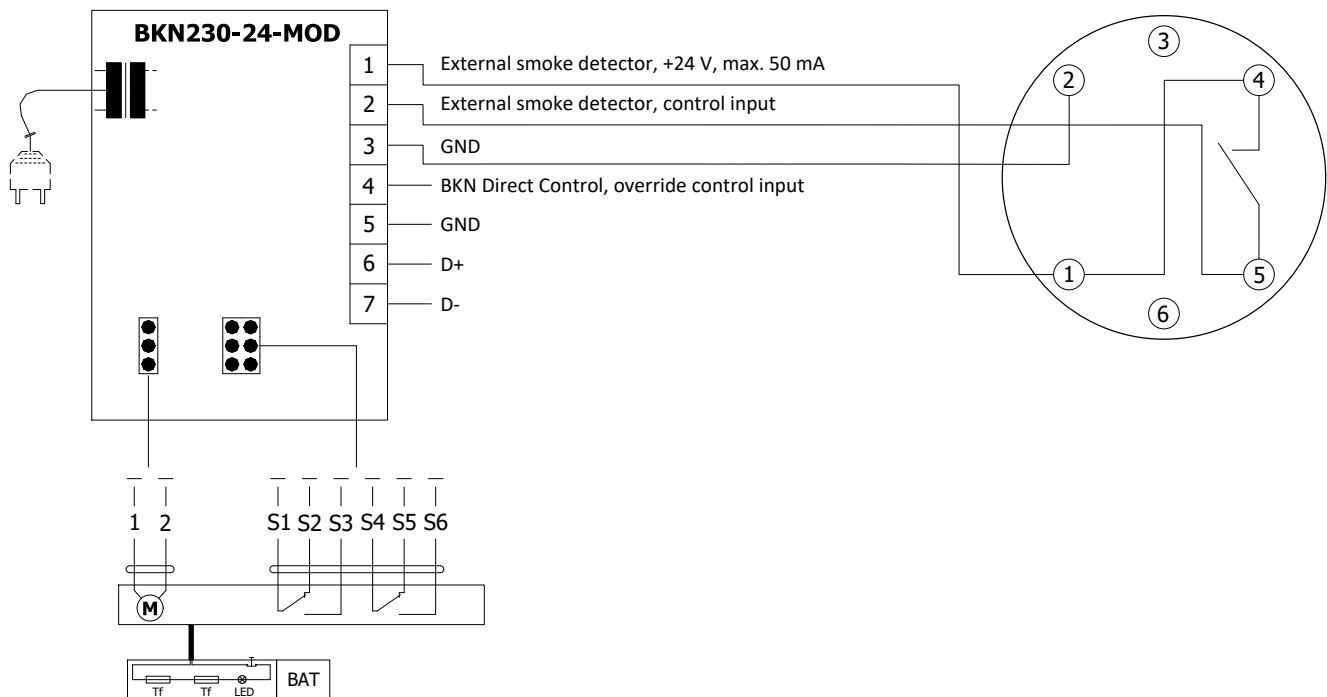 BKN230-24-MOD
1 External smoke detector, +24 V, max. 50 mA
2 External smoke detector, control input
3 GND
4 BKN Direct Control, override control input
5 GND
6 D+
7 D-
3
2 4
1 5
6
1 2 S1 S2 S3 S4 S5 S6
M
BAT
Tf Tf LED